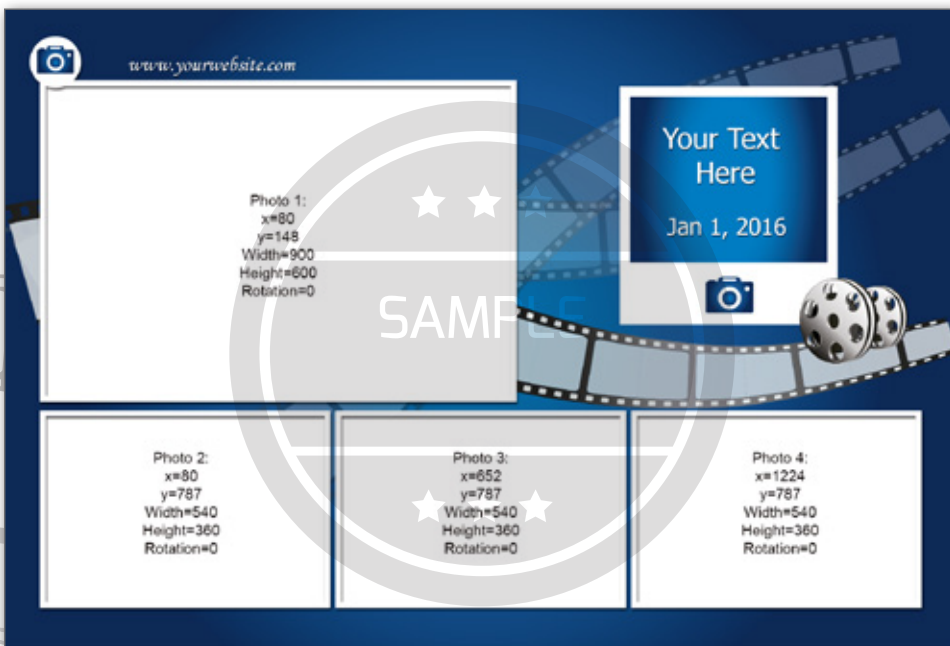 www.yourwebsite.com
Your Text
Here
Jan 1, 2016
Photo 1:
x=80
y=148
Width=900
Height=600
Rotation=0
SAMPLE
Photo 2:
x=80
y=787
Width=540
Height=360
Rotation=0
Photo 3:
x=652
y=787
Width=540
Height=360
Rotation=0
Photo 4:
x=1224
y=787
Width=540
Height=360
Rotation=0